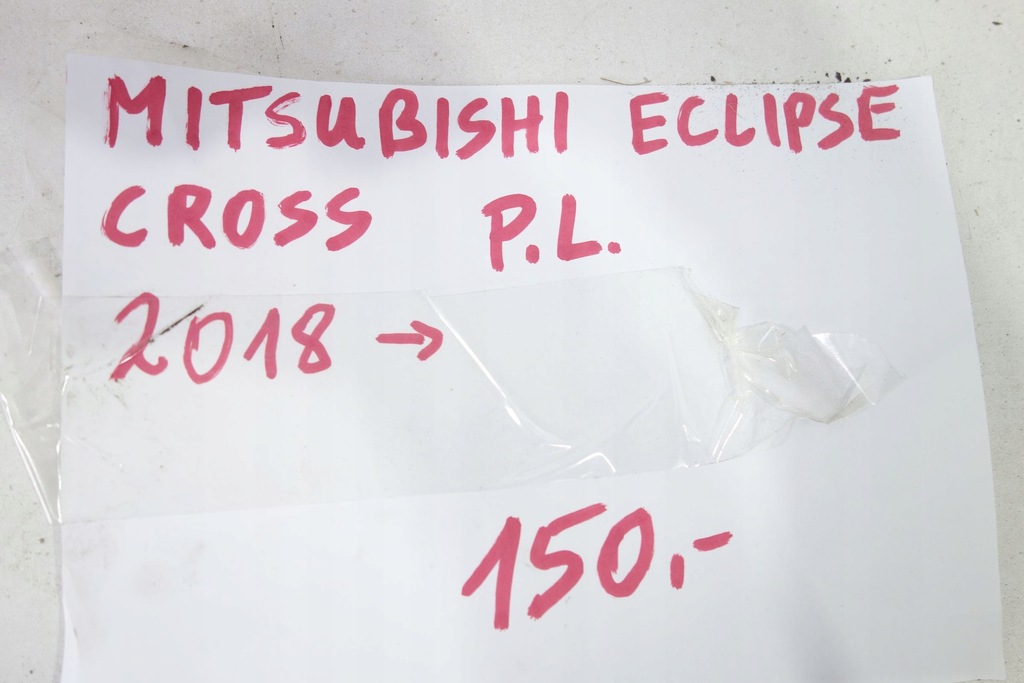 MITSUBISHI ECLIPSE
CROSS P.L.
2018 →
150,-